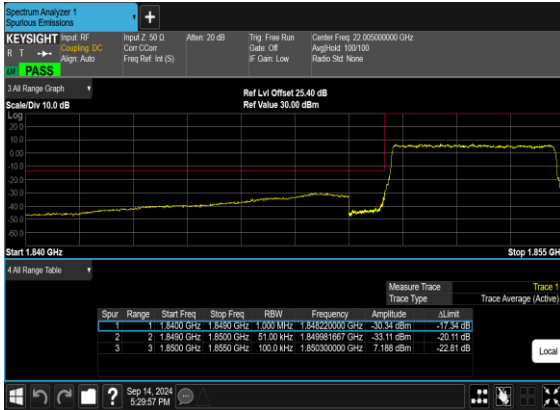 Spectrum Analyzer 1
Spurious Emissions
+
KEYSIGHT Input: RF Input Z: 50 Ω Atten: 20 dB Trig: Free Run Center Freq: 22.005000000 GHz
R T Coupling: DC Corr CCorr Gate: Off Avg|Hold: 100/100
Align: Auto Freq Ref: Int (S) IF Gain: Low Radio Std: None
PASS
3 All Range Graph
Ref Lvl Offset 25.40 dB
Scale/Div 10.0 dB Ref Value 30.00 dBm
Log
20.0
10.0
0.00
-10.0
-20.0
-30.0
-40.0
-50.0
-60.0
Start 1.840 GHz Stop 1.855 GH
4 All Range Table
Measure Trace Trace 1
Trace Type Trace Average (Active)
Spur Range Start Freq Stop Freq RBW Frequency Amplitude ΔLimit
1 1 1.8400 GHz 1.8490 GHz 1.000 MHz 1.848220000 GHz -30.34 dBm -17.34 dB
2 2 1.8490 GHz 1.8500 GHz 51.00 kHz 1.849981667 GHz -33.11 dBm -20.11 dB
3 3 1.8500 GHz 1.8550 GHz 100.0 kHz 1.850300000 GHz 7.188 dBm -22.81 dB
Local
?
Sep 14, 2024
5:29:57 PM